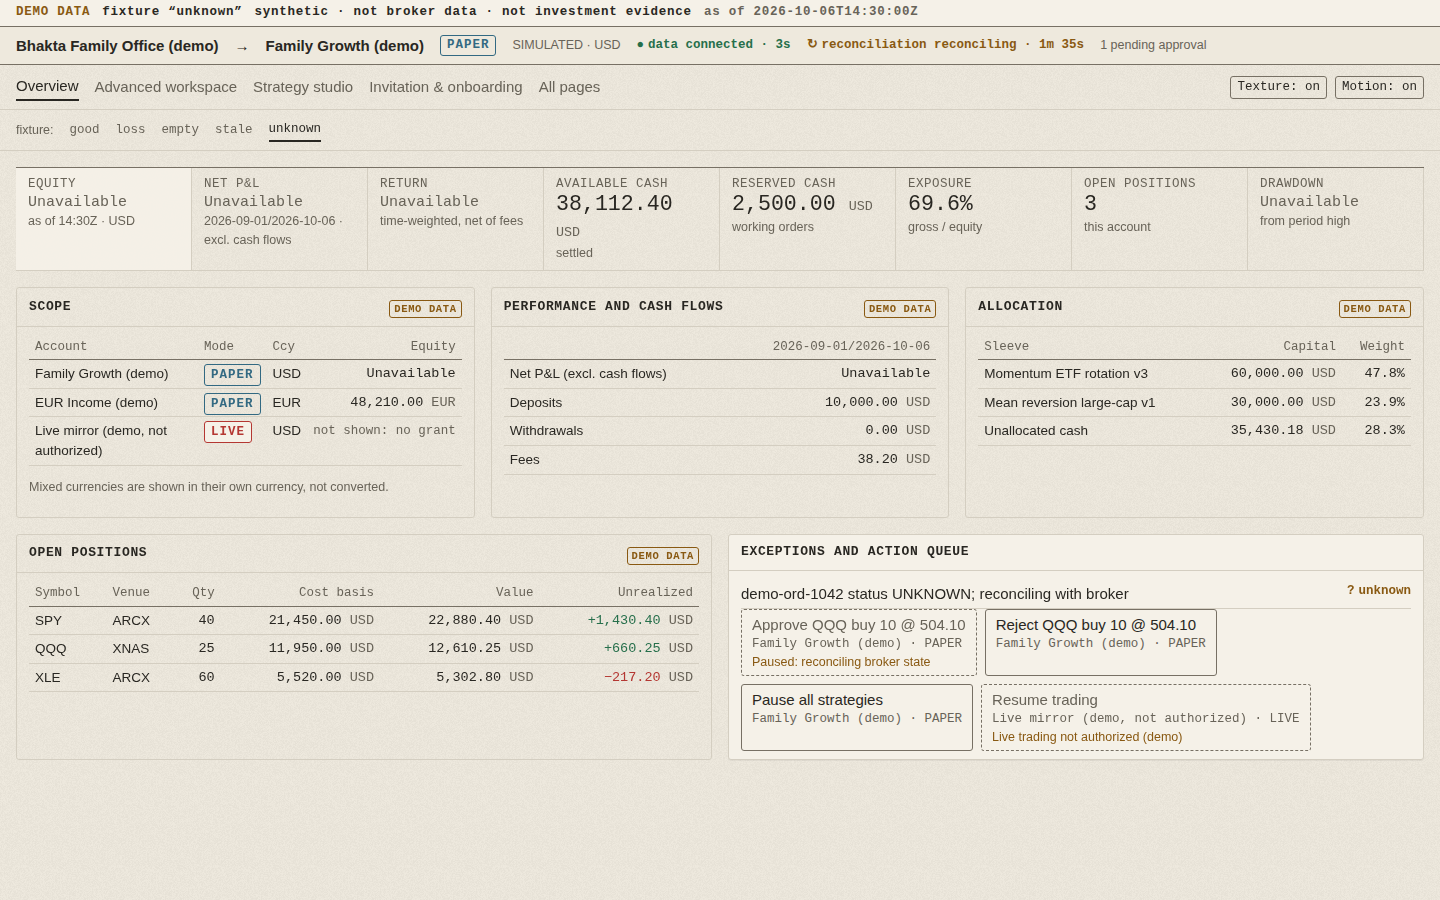 DEMO DATA fixture “unknown” synthetic · not broker data · not investment evidence as of 2026-10-06T14:30:00Z
Bhakta Family Office (demo) → Family Growth (demo) PAPER SIMULATED · USD ● data connected · 3s ↻ reconciliation reconciling · 1m 35s 1 pending approval
Overview Advanced workspace Strategy studio Invitation & onboarding All pages Texture: on Motion: on
fixture: good loss empty stale unknown
EQUITY
Unavailable
as of 14:30Z · USD
NET P&L
Unavailable
2026-09-01/2026-10-06 ·
excl. cash flows
RETURN
Unavailable
time-weighted, net of fees
AVAILABLE CASH
38,112.40
USD
settled
RESERVED CASH
2,500.00 USD
working orders
EXPOSURE
69.6%
gross / equity
OPEN POSITIONS
3
this account
DRAWDOWN
Unavailable
from period high
SCOPE DEMO DATA
Account Mode Ccy Equity
Family Growth (demo) PAPER USD Unavailable
EUR Income (demo) PAPER EUR 48,210.00 EUR
Live mirror (demo, not LIVE USD not shown: no grant
authorized)
Mixed currencies are shown in their own currency, not converted.
PERFORMANCE AND CASH FLOWS DEMO DATA
2026-09-01/2026-10-06
Net P&L (excl. cash flows) Unavailable
Deposits 10,000.00 USD
Withdrawals 0.00 USD
Fees 38.20 USD
ALLOCATION DEMO DATA
Sleeve Capital Weight
Momentum ETF rotation v3 60,000.00 USD 47.8%
Mean reversion large-cap v1 30,000.00 USD 23.9%
Unallocated cash 35,430.18 USD 28.3%
OPEN POSITIONS DEMO DATA
Symbol Venue Qty Cost basis Value Unrealized
SPY ARCX 40 21,450.00 USD 22,880.40 USD +1,430.40 USD
QQQ XNAS 25 11,950.00 USD 12,610.25 USD +660.25 USD
XLE ARCX 60 5,520.00 USD 5,302.80 USD −217.20 USD
EXCEPTIONS AND ACTION QUEUE
demo-ord-1042 status UNKNOWN; reconciling with broker ? unknown
Approve QQQ buy 10 @ 504.10
Family Growth (demo) · PAPER
Paused: reconciling broker state
Reject QQQ buy 10 @ 504.10
Family Growth (demo) · PAPER
Pause all strategies
Family Growth (demo) · PAPER
Resume trading
Live mirror (demo, not authorized) · LIVE
Live trading not authorized (demo)